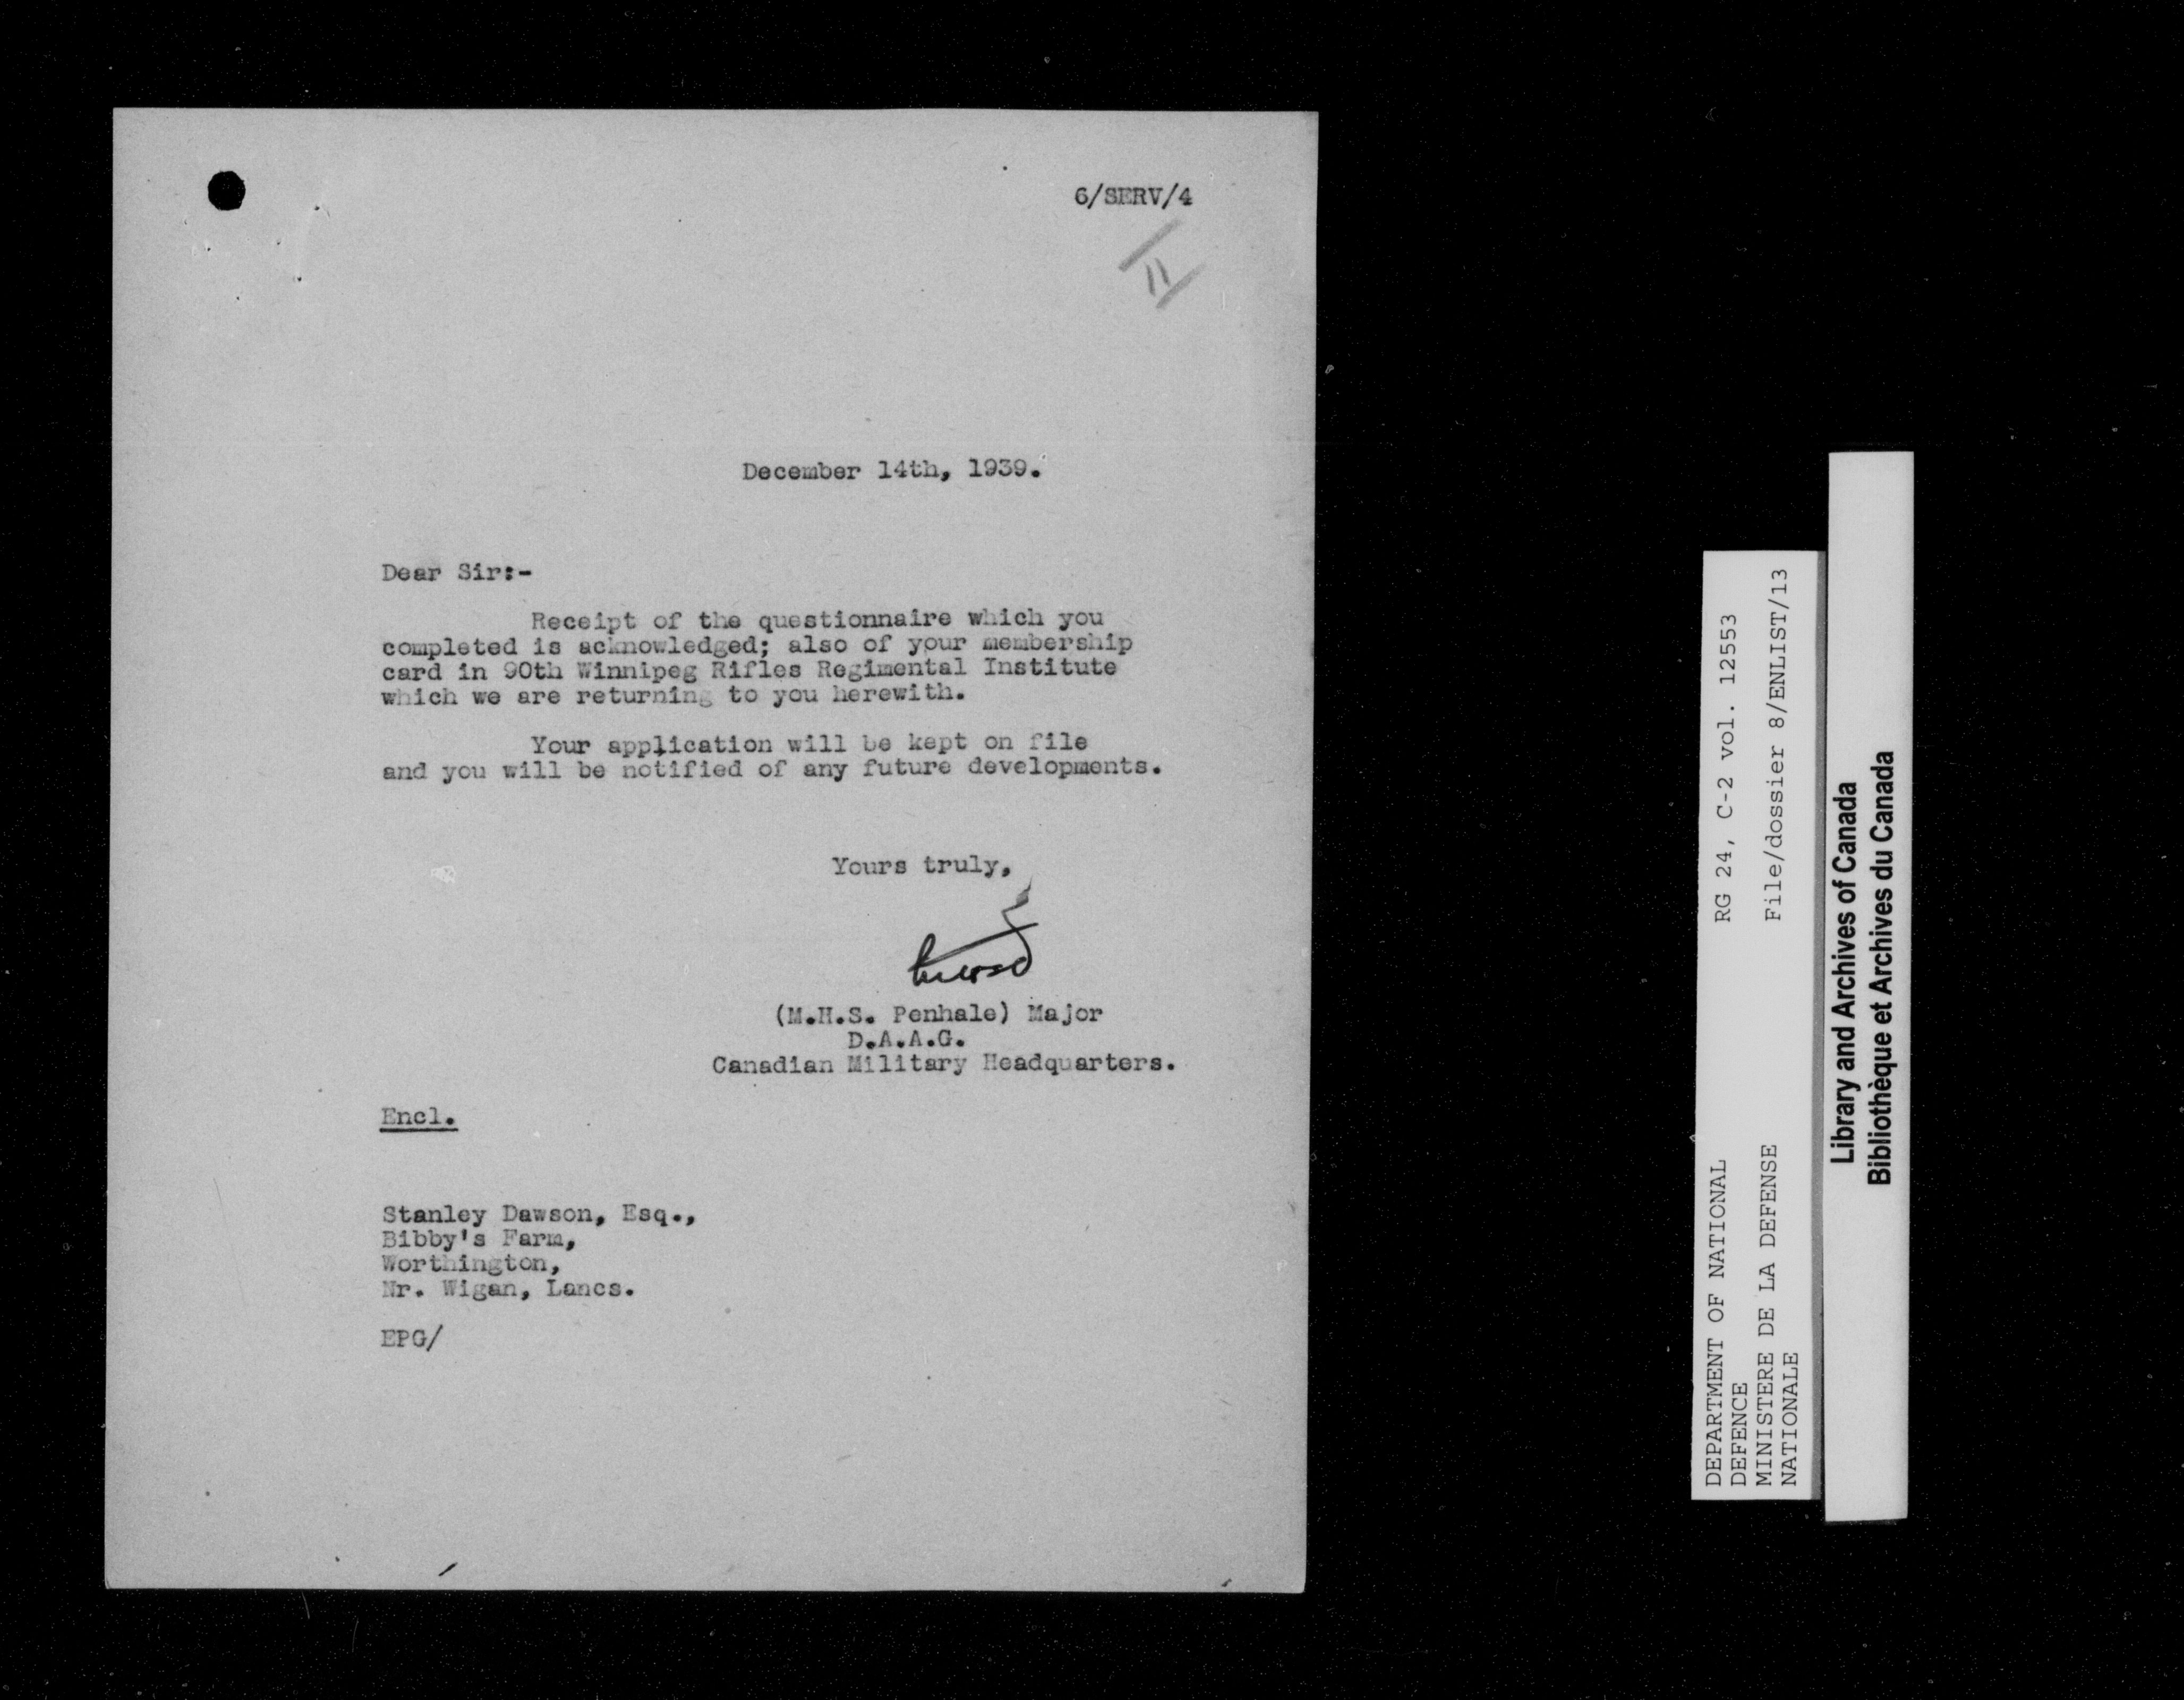 6/SERV/4
II
December 14th, 1939.
Dear Sir:-
Receipt of the questionnaire which you
completed is acknowledged; also of your membership
card in 90th Winnipeg Rifles Regimental Institute
which we are returning to you herewith.
Your application will be kept on file
and you will be notified of any future developments.
Yours truly,
(M.H.S. Penhale) Major
D.A.A.G.
Canadian Military Headquarters.
Encl.
Stanley Dawson, Esq.,
Bibby's Farm,
Worthington,
Nr. Wigan, Lancs.
EPG/
DEPARTMENT OF NATIONAL
DEFENCE
MINISTERE DE LA DEFENSE
NATIONALE
RG 24, C-2 vol. 12553
File/dossier 8/ENLIST/13
Library and Archives of Canada
Bibliothèque et Archives du Canada